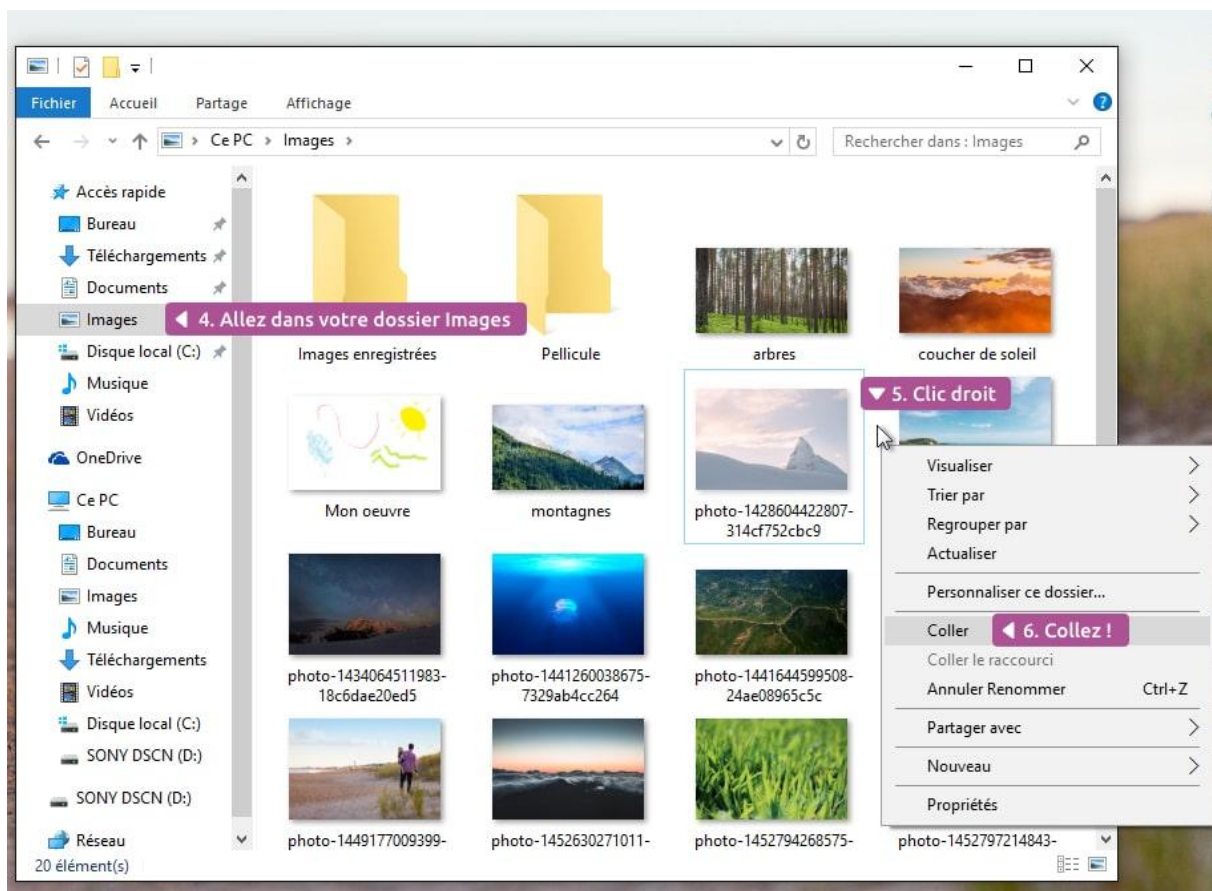 Fichier Accueil Partage Affichage
Ce PC Images Rechercher dans : Images
Accès rapide
Bureau
Téléchargements
Documents
Images
4. Allez dans votre dossier Images
Disque local (C:)
Musique
Vidéos
OneDrive
Ce PC
Bureau
Documents
Images
Musique
Téléchargements
Vidéos
Disque local (C:)
SONY DSCN (D:)
SONY DSCN (D:)
Réseau
20 élément(s)
Images enregistrées
Pellicule
arbres
coucher de soleil
Mon oeuvre
montagnes
photo-1428604422807-
314cf752cbc9
photo-1434064511983-
18c6dae20ed5
photo-1441260038675-
7329ab4cc264
photo-1441644599508-
24ae08965c5c
photo-1449177009399-
photo-1452630271011-
photo-1452794268575-
photo-1452797214843-
5. Clic droit
Visualiser
Trier par
Regrouper par
Actualiser
Personnaliser ce dossier...
Coller
6. Collez !
Coller le raccourci
Annuler Renommer Ctrl+Z
Partager avec
Nouveau
Propriétés